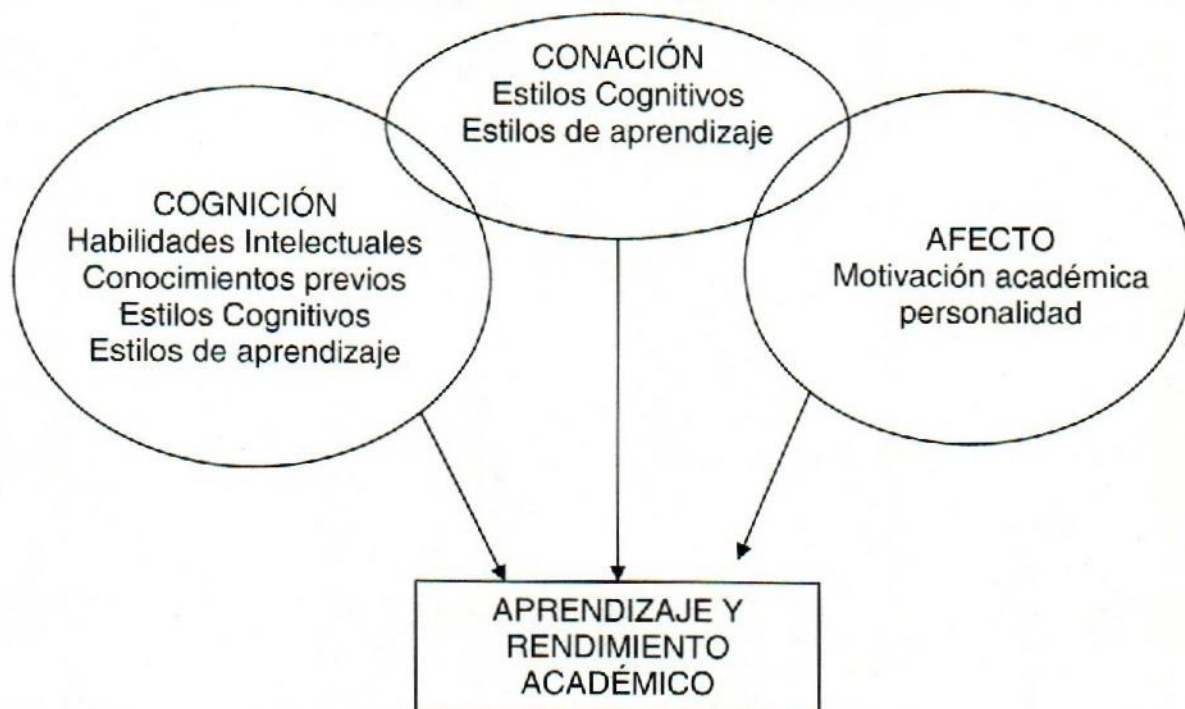 CONACIÓN
Estilos Cognitivos
Estilos de aprendizaje
COGNICIÓN
Habilidades Intelectuales
Conocimientos previos
Estilos Cognitivos
Estilos de aprendizaje
AFECTO
Motivación académica
personalidad
APRENDIZAJE Y
RENDIMIENTO
ACADÉMICO